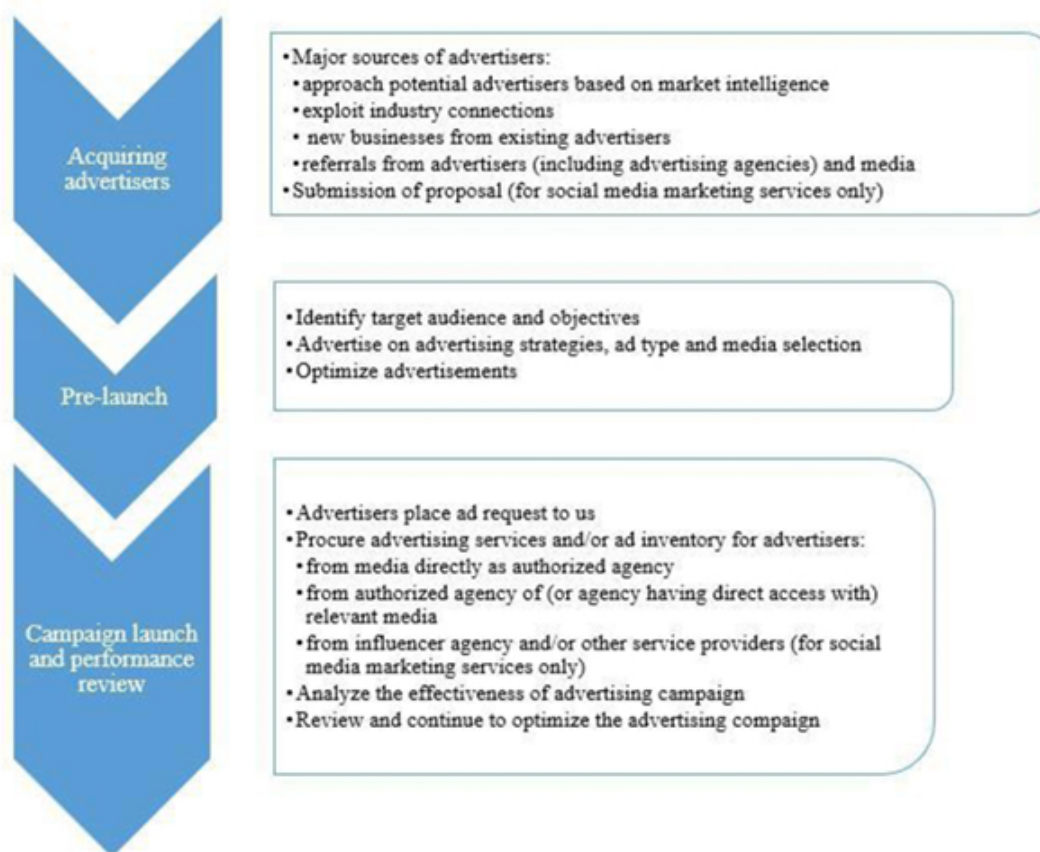 Acquiring
advertisers
•Major sources of advertisers:
•approach potential advertisers based on market intelligence
•exploit industry connections
• new businesses from existing advertisers
•referrals from advertisers (including advertising agencies) and media
•Submission of proposal (for social media marketing services only)
Pre-launch
•Identify target audience and objectives
•Advertise on advertising strategies, ad type and media selection
•Optimize advertisements
Campaign launch
and performance
review
•Advertisers place ad request to us
•Procure advertising services and/or ad inventory for advertisers:
•from media directly as authorized agency
•from authorized agency of (or agency having direct access with)
relevant media
•from influencer agency and/or other service providers (for social
media marketing services only)
•Analyze the effectiveness of advertising campaign
•Review and continue to optimize the advertising compaign